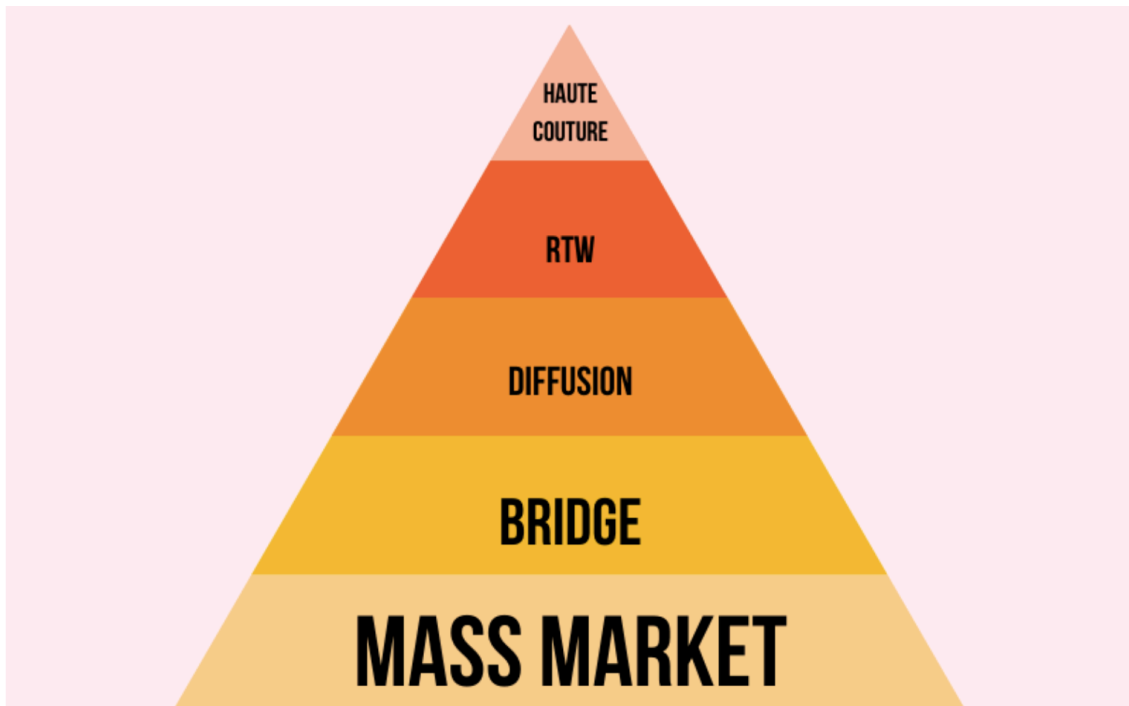 HAUTE
COUTURE
RTW
DIFFUSION
BRIDGE
MASS MARKET